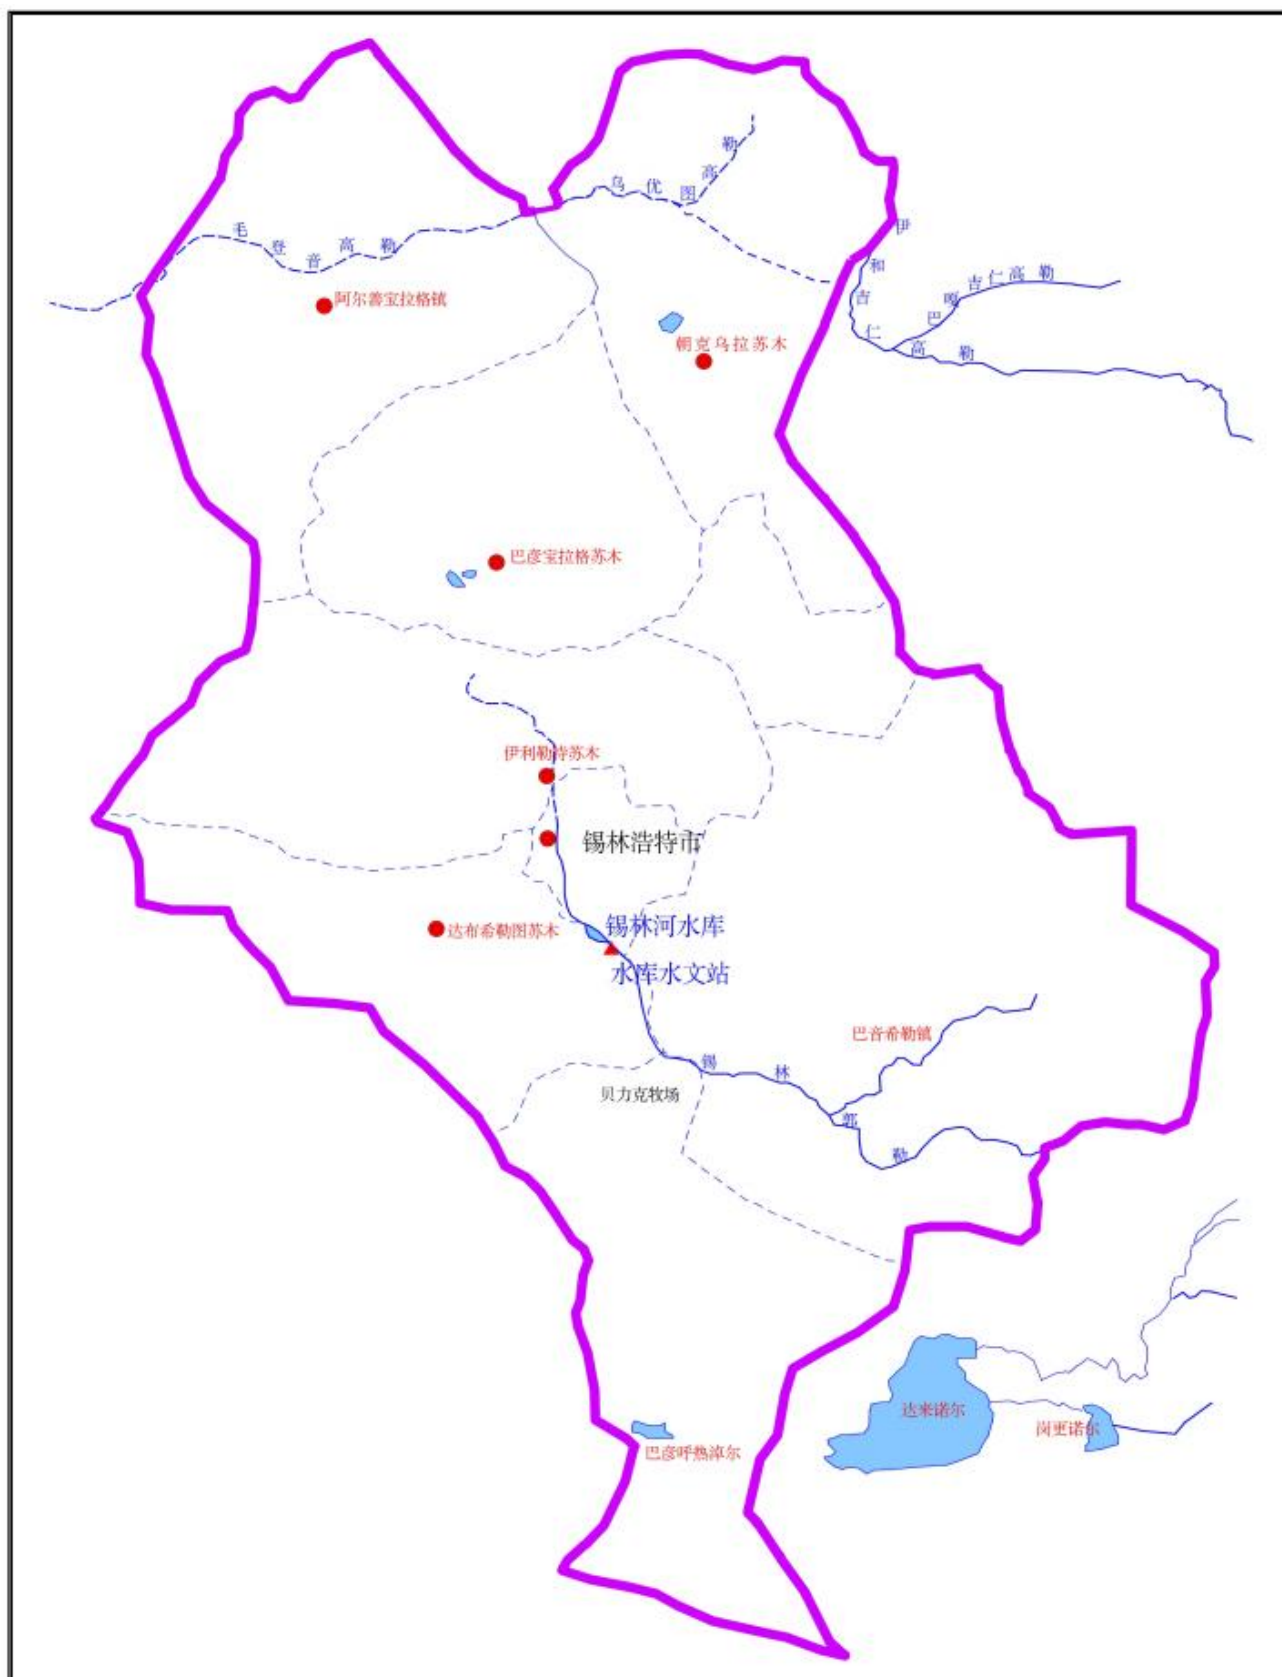 乌优图高勒
毛登音高勒
伊和吉仁高勒
巴嘎吉仁高勒
阿尔善宝拉格镇
朝克乌拉苏木
巴彦宝拉格苏木
伊利勒特苏木
锡林浩特市
锡林河水库
达布希勒图苏木
水库水文站
巴音希勒镇
锡林郭勒
贝力克牧场
达来诺尔
岗更诺尔
巴彦呼热淖尔